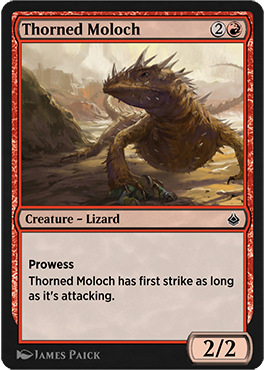 Thorned Moloch 2
Creature – Lizard
Prowess
Thorned Moloch has first strike as long
as it's attacking.
James Paick
2/2